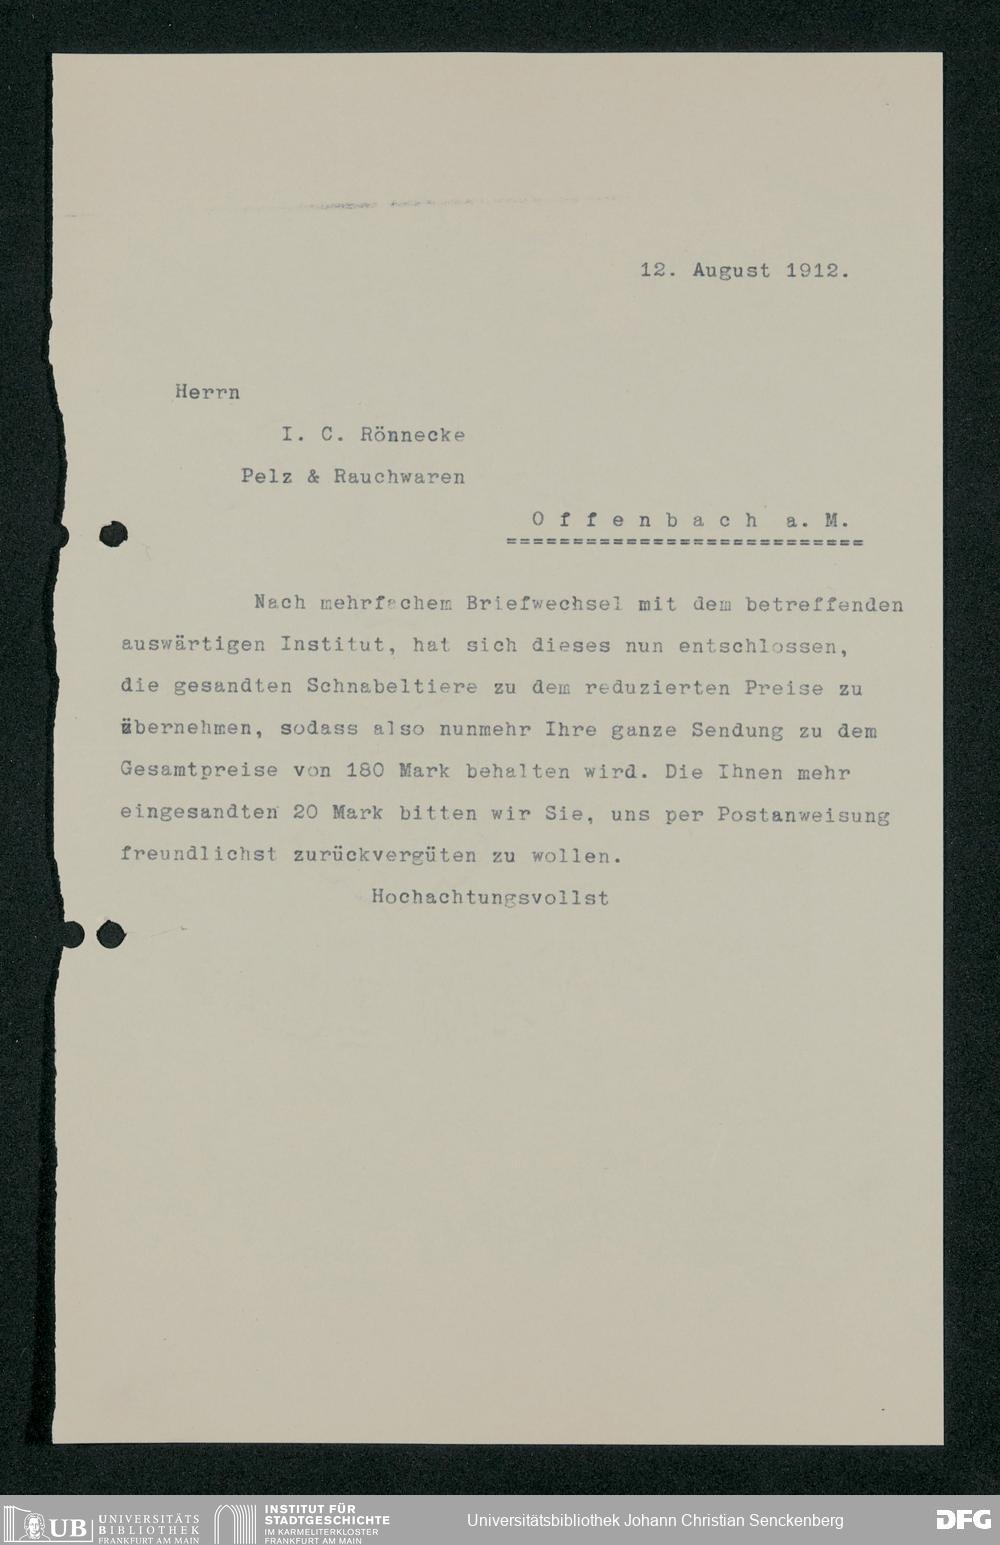 12. August 1912.
Herrn
I. C. Rönnecke
Pelz & Rauchwaren
O f f e n b a c h  a. M.
===========================
Nach mehrfachem Briefwechsel mit dem betreffenden
auswärtigen Institut, hat sich dieses nun entschlossen,
die gesandten Schnabeltiere zu dem reduzierten Preise zu
übernehmen, sodass also nunmehr Ihre ganze Sendung zu dem
Gesamtpreise von 180 Mark behalten wird. Die Ihnen mehr
eingesandten 20 Mark bitten wir Sie, uns per Postanweisung
freundlichst zurückvergüten zu wollen.
Hochachtungsvollst
UB UNIVERSITÄTS
BIBLIOTHEK
FRANKFURT AM MAIN
INSTITUT FÜR
STADTGESCHICHTE
IM KARMELITERKLOSTER
FRANKFURT AM MAIN
Universitätsbibliothek Johann Christian Senckenberg
DFG